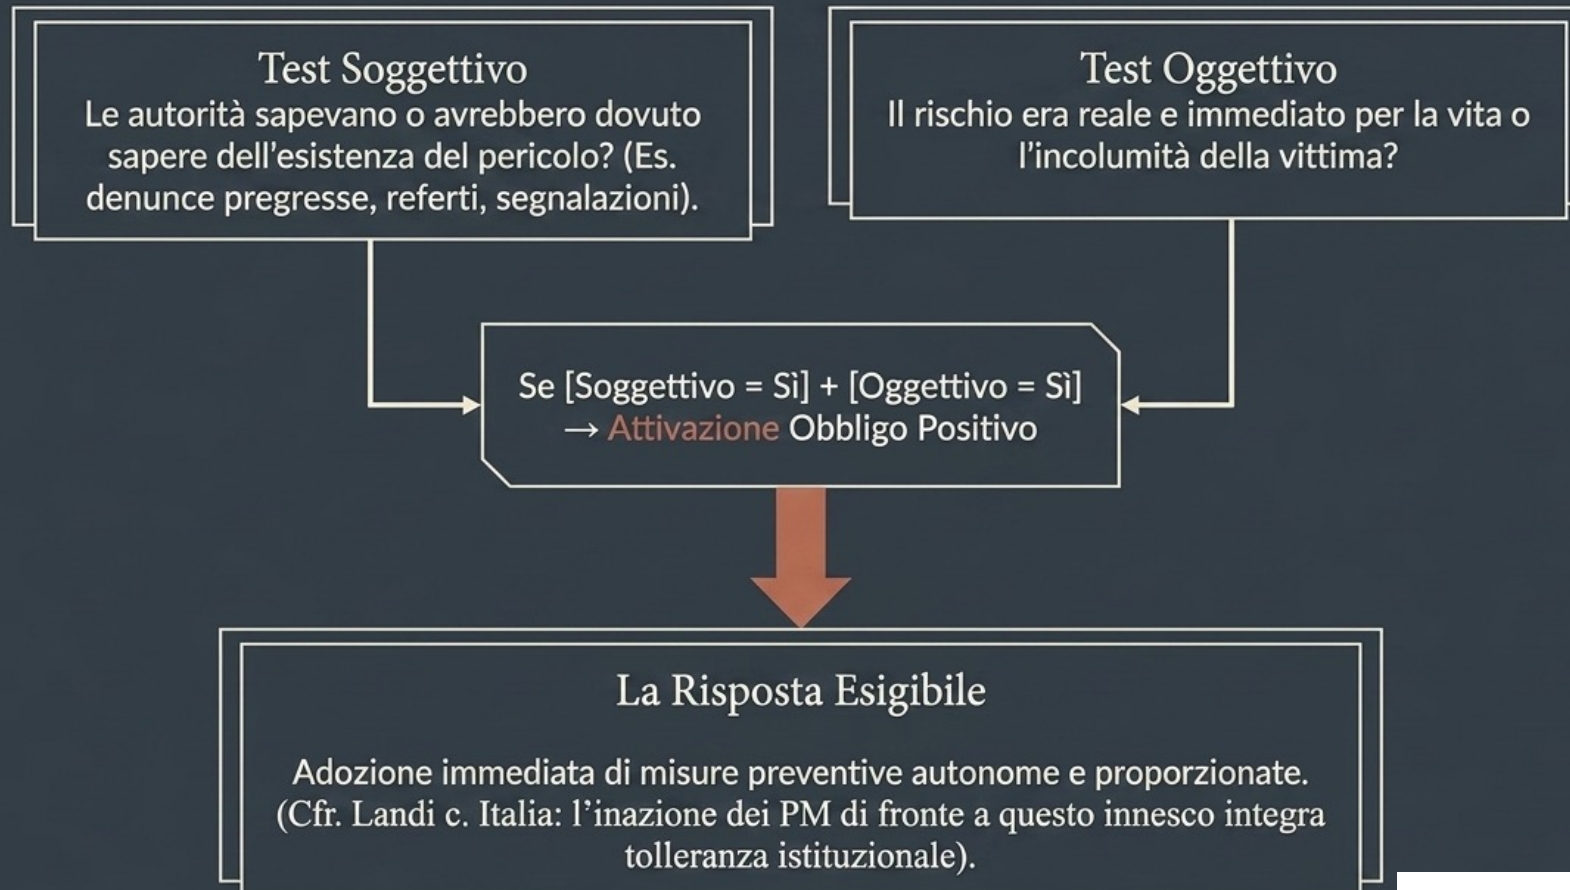 Test Soggettivo
Le autorità sapevano o avrebbero dovuto
sapere dell'esistenza del pericolo? (Es.
denunce pregresse, referti, segnalazioni).
Test Oggettivo
Il rischio era reale e immediato per la vita o
l'incolumità della vittima?
Se [Soggettivo = Sì] + [Oggettivo = Sì]
→ Attivazione Obbligo Positivo
La Risposta Esigibile
Adozione immediata di misure preventive autonome e proporzionate.
(Cfr. Landi c. Italia: l'inazione dei PM di fronte a questo innesco integra
tolleranza istituzionale).